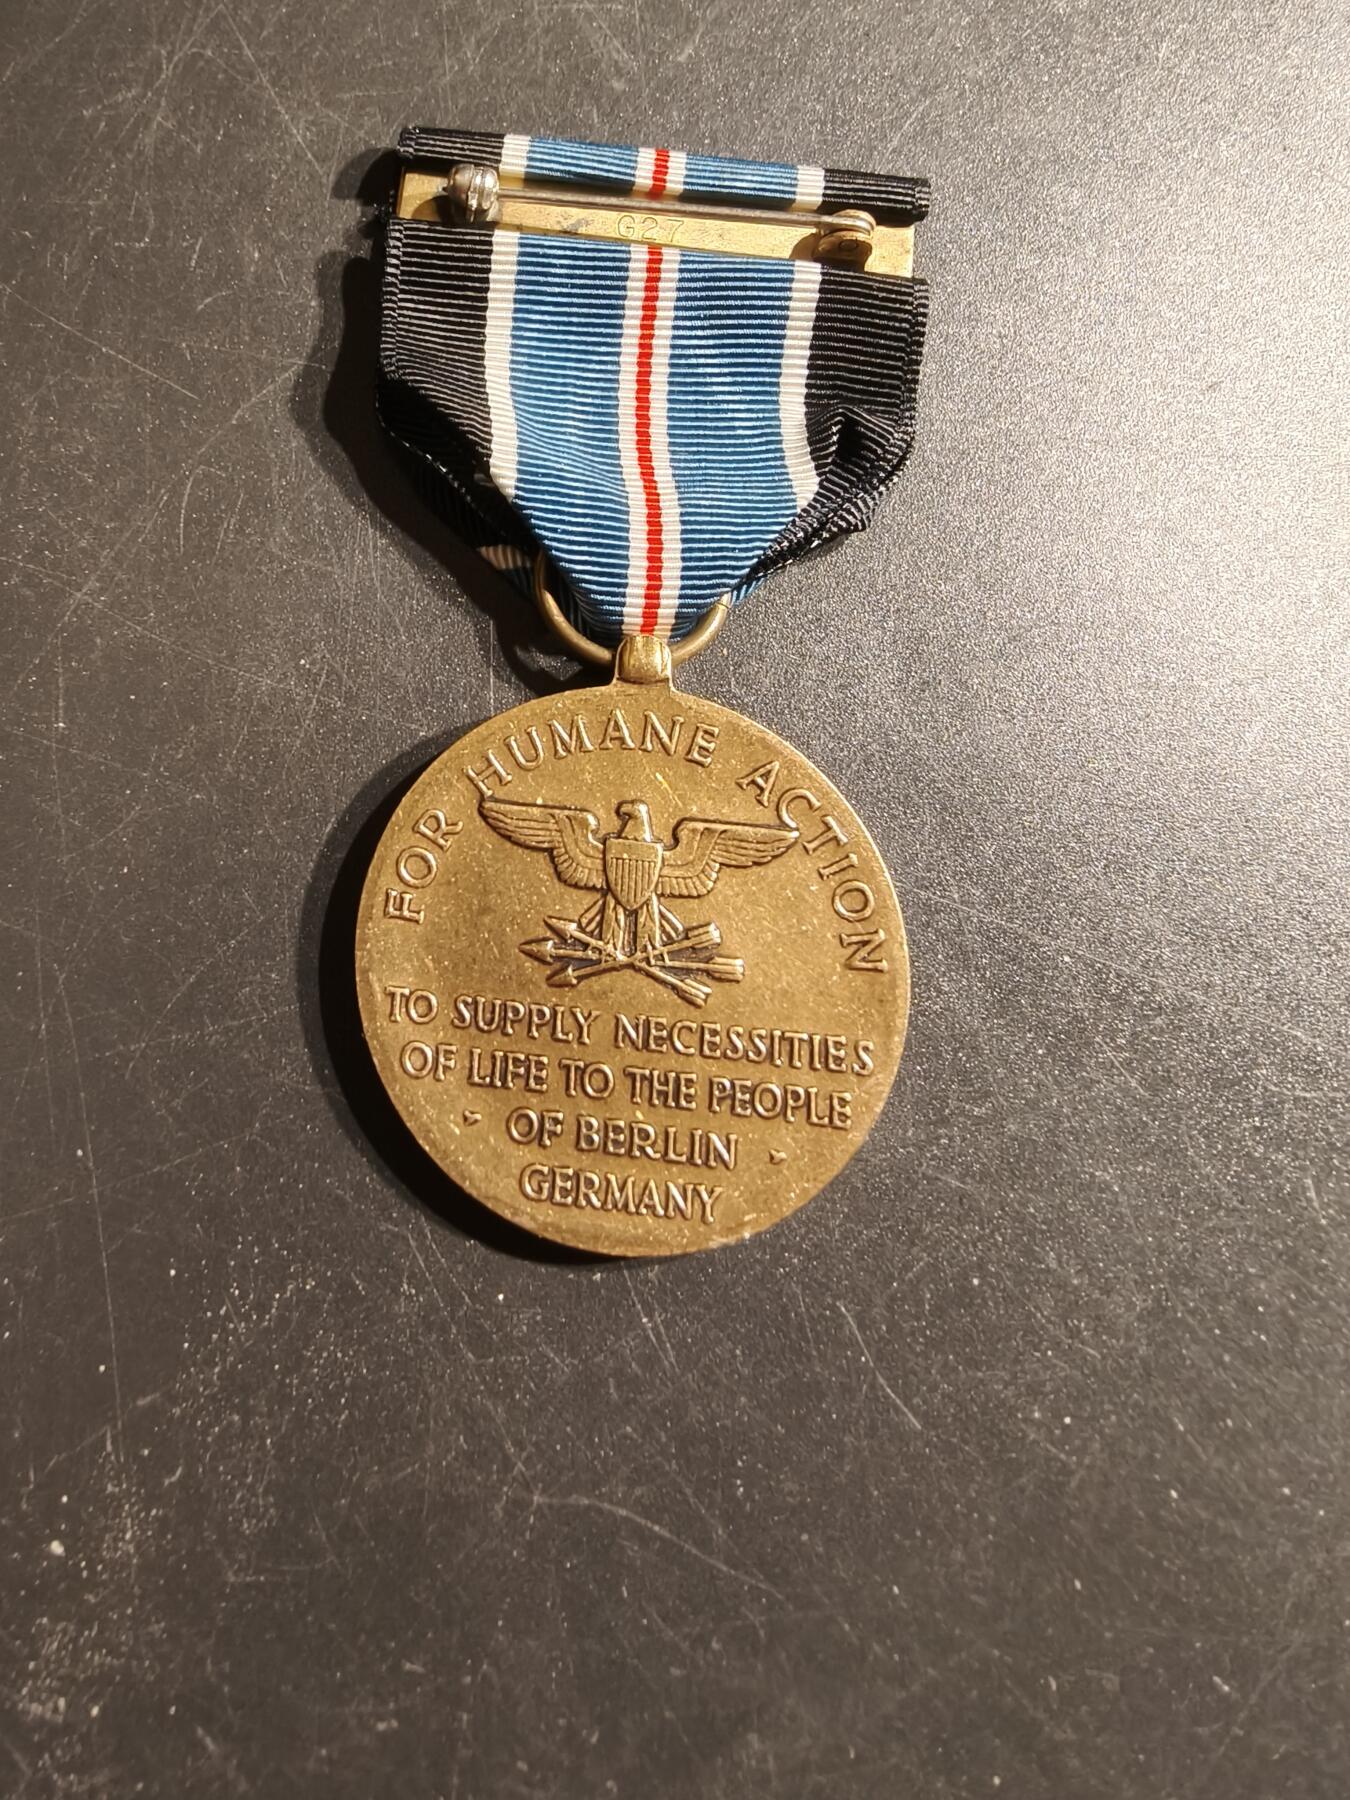 G27
FOR HUMANE ACTION
TO SUPPLY NECESSITIES
OF LIFE TO THE PEOPLE
OF BERLIN
GERMANY